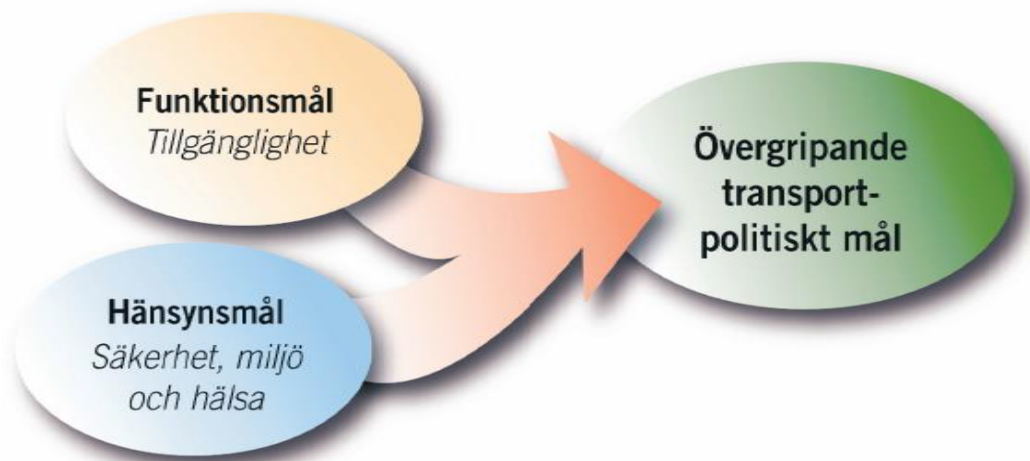 Funktionsmål
Tillgänglighet
Hänsynsmål
Säkerhet, miljö
och hälsa
Övergripande
transport-
politiskt mål